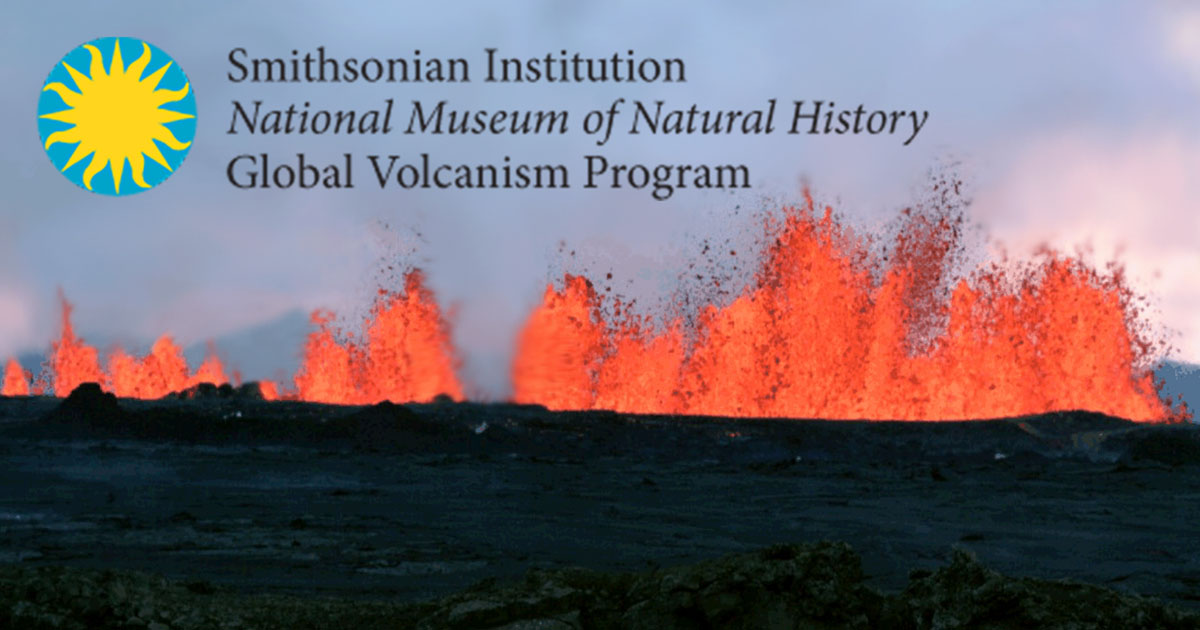 Smithsonian Institution
National Museum of Natural History
Global Volcanism Program